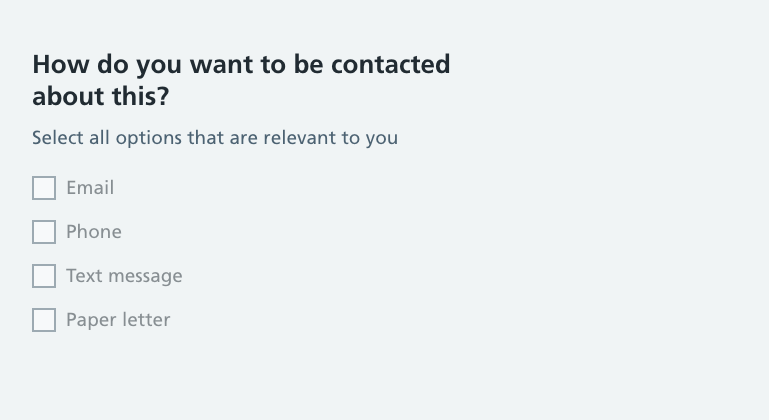 How do you want to be contacted
about this?
Select all options that are relevant to you
Email
Phone
Text message
Paper letter